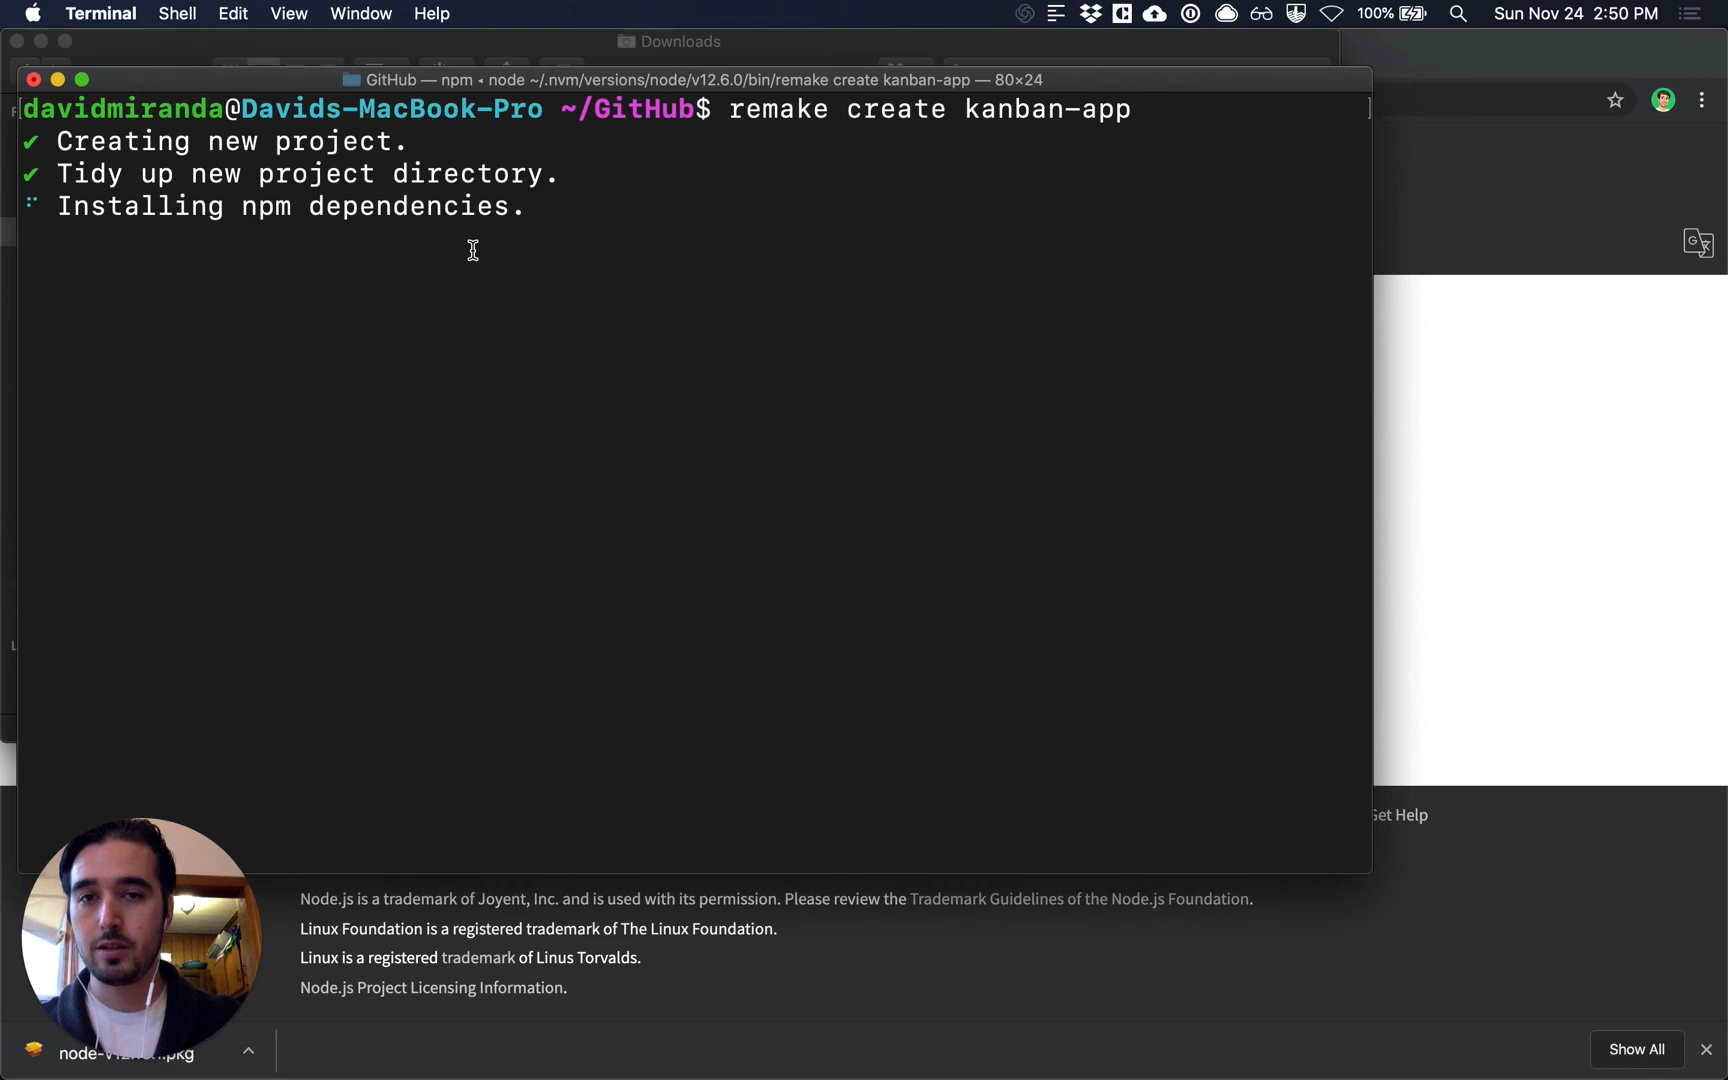 Terminal Shell Edit View Window Help 100% Sun Nov 24 2:50 PM
Downloads
GitHub — npm ◂ node ~/.nvm/versions/node/v12.6.0/bin/remake create kanban-app — 80×24
davidmiranda@Davids-MacBook-Pro ~/GitHub$ remake create kanban-app
✔ Creating new project.
✔ Tidy up new project directory.
Installing npm dependencies.
Get Help
Node.js is a trademark of Joyent, Inc. and is used with its permission. Please review the Trademark Guidelines of the Node.js Foundation.
Linux Foundation is a registered trademark of The Linux Foundation.
Linux is a registered trademark of Linus Torvalds.
Node.js Project Licensing Information.
Show All